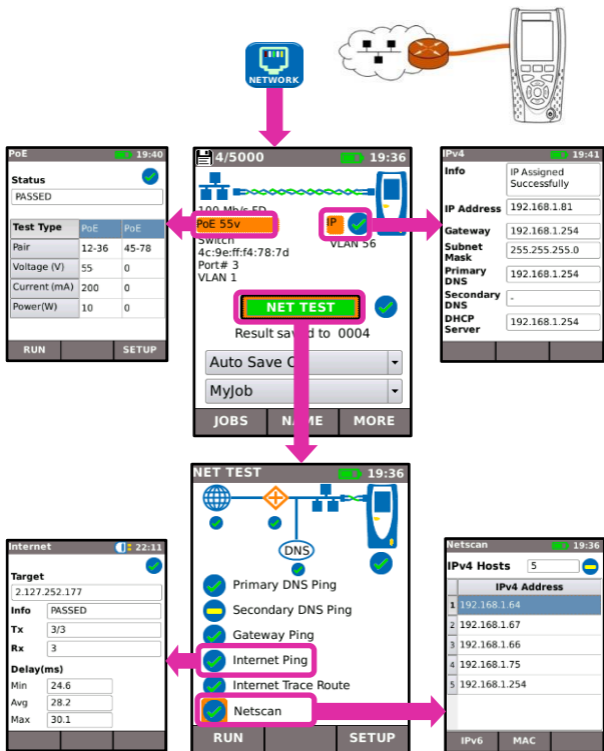 NETWORK
PoE 19:40
Status
PASSED
Test Type PoE PoE
Pair 12-36 45-78
Voltage (V) 55 0
Current (mA) 200 0
Power(W) 10 0
RUN SETUP
4/5000 19:36
100 Mb/s FD
PoE 55v IP
Switch VLAN 56
4c:9e:ff:f4:78:7d
Port# 3
VLAN 1
NET TEST
Result saved to 0004
Auto Save
MyJob
JOBS NAME MORE
IPv4 19:41
Info IP Assigned
Successfully
IP Address 192.168.1.81
Gateway 192.168.1.254
Subnet
Mask 255.255.255.0
Primary
DNS 192.168.1.254
Secondary
DNS -
DHCP
Server 192.168.1.254
NET TEST 19:36
DNS
Primary DNS Ping
Secondary DNS Ping
Gateway Ping
Internet Ping
Internet Trace Route
Netscan
RUN SETUP
Internet 22:11
Target
2.127.252.177
Info PASSED
Tx 3/3
Rx 3
Delay(ms)
Min 24.6
Avg 28.2
Max 30.1
Netscan 19:36
IPv4 Hosts 5
IPv4 Address
1 192.168.1.64
2 192.168.1.67
3 192.168.1.66
4 192.168.1.75
5 192.168.1.254
IPv6 MAC